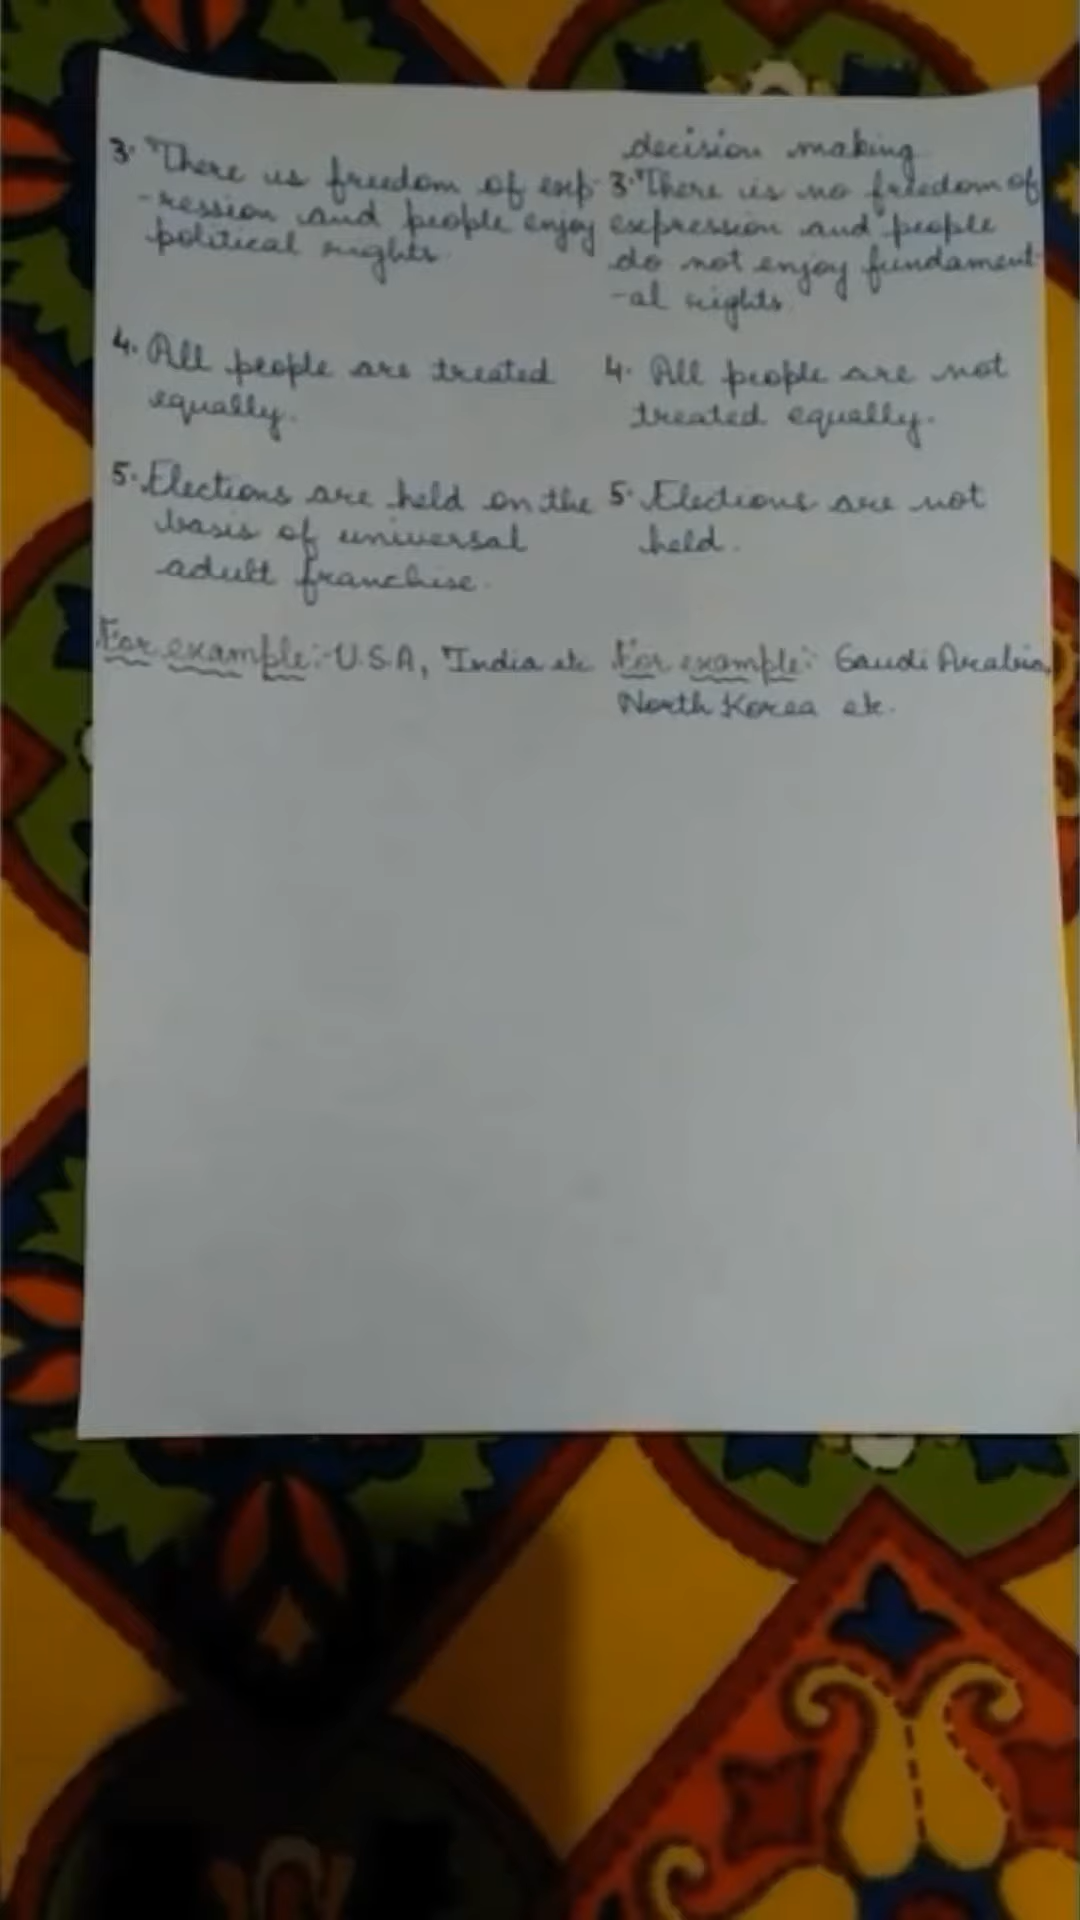 3. There is freedom of exp
-ression and people enjoy
political rights.
4. All people are treated
equally.
5. Elections are held on the
basis of universal
adult franchise.
For example:- U.S.A, India etc
decision making
3. There is no freedom of
expression and people
do not enjoy fundament-
-al rights.
4. All people are not
treated equally.
5. Elections are not
held.
For example:- Saudi Arabia,
North Korea etc.